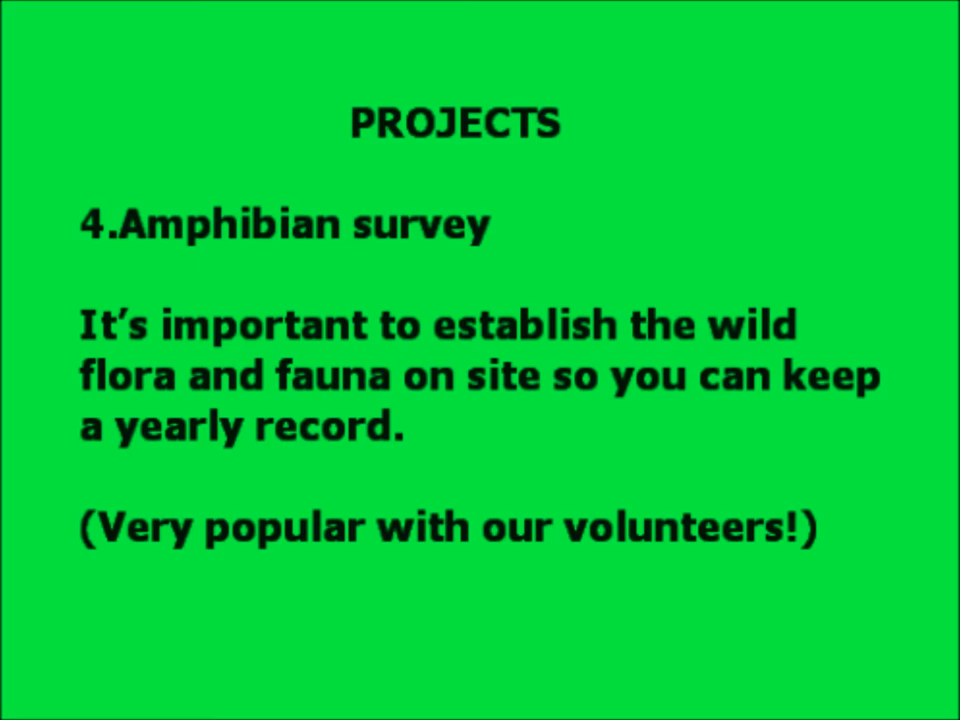 PROJECTS
4.Amphibian survey
It’s important to establish the wild
flora and fauna on site so you can keep
a yearly record.
(Very popular with our volunteers!)